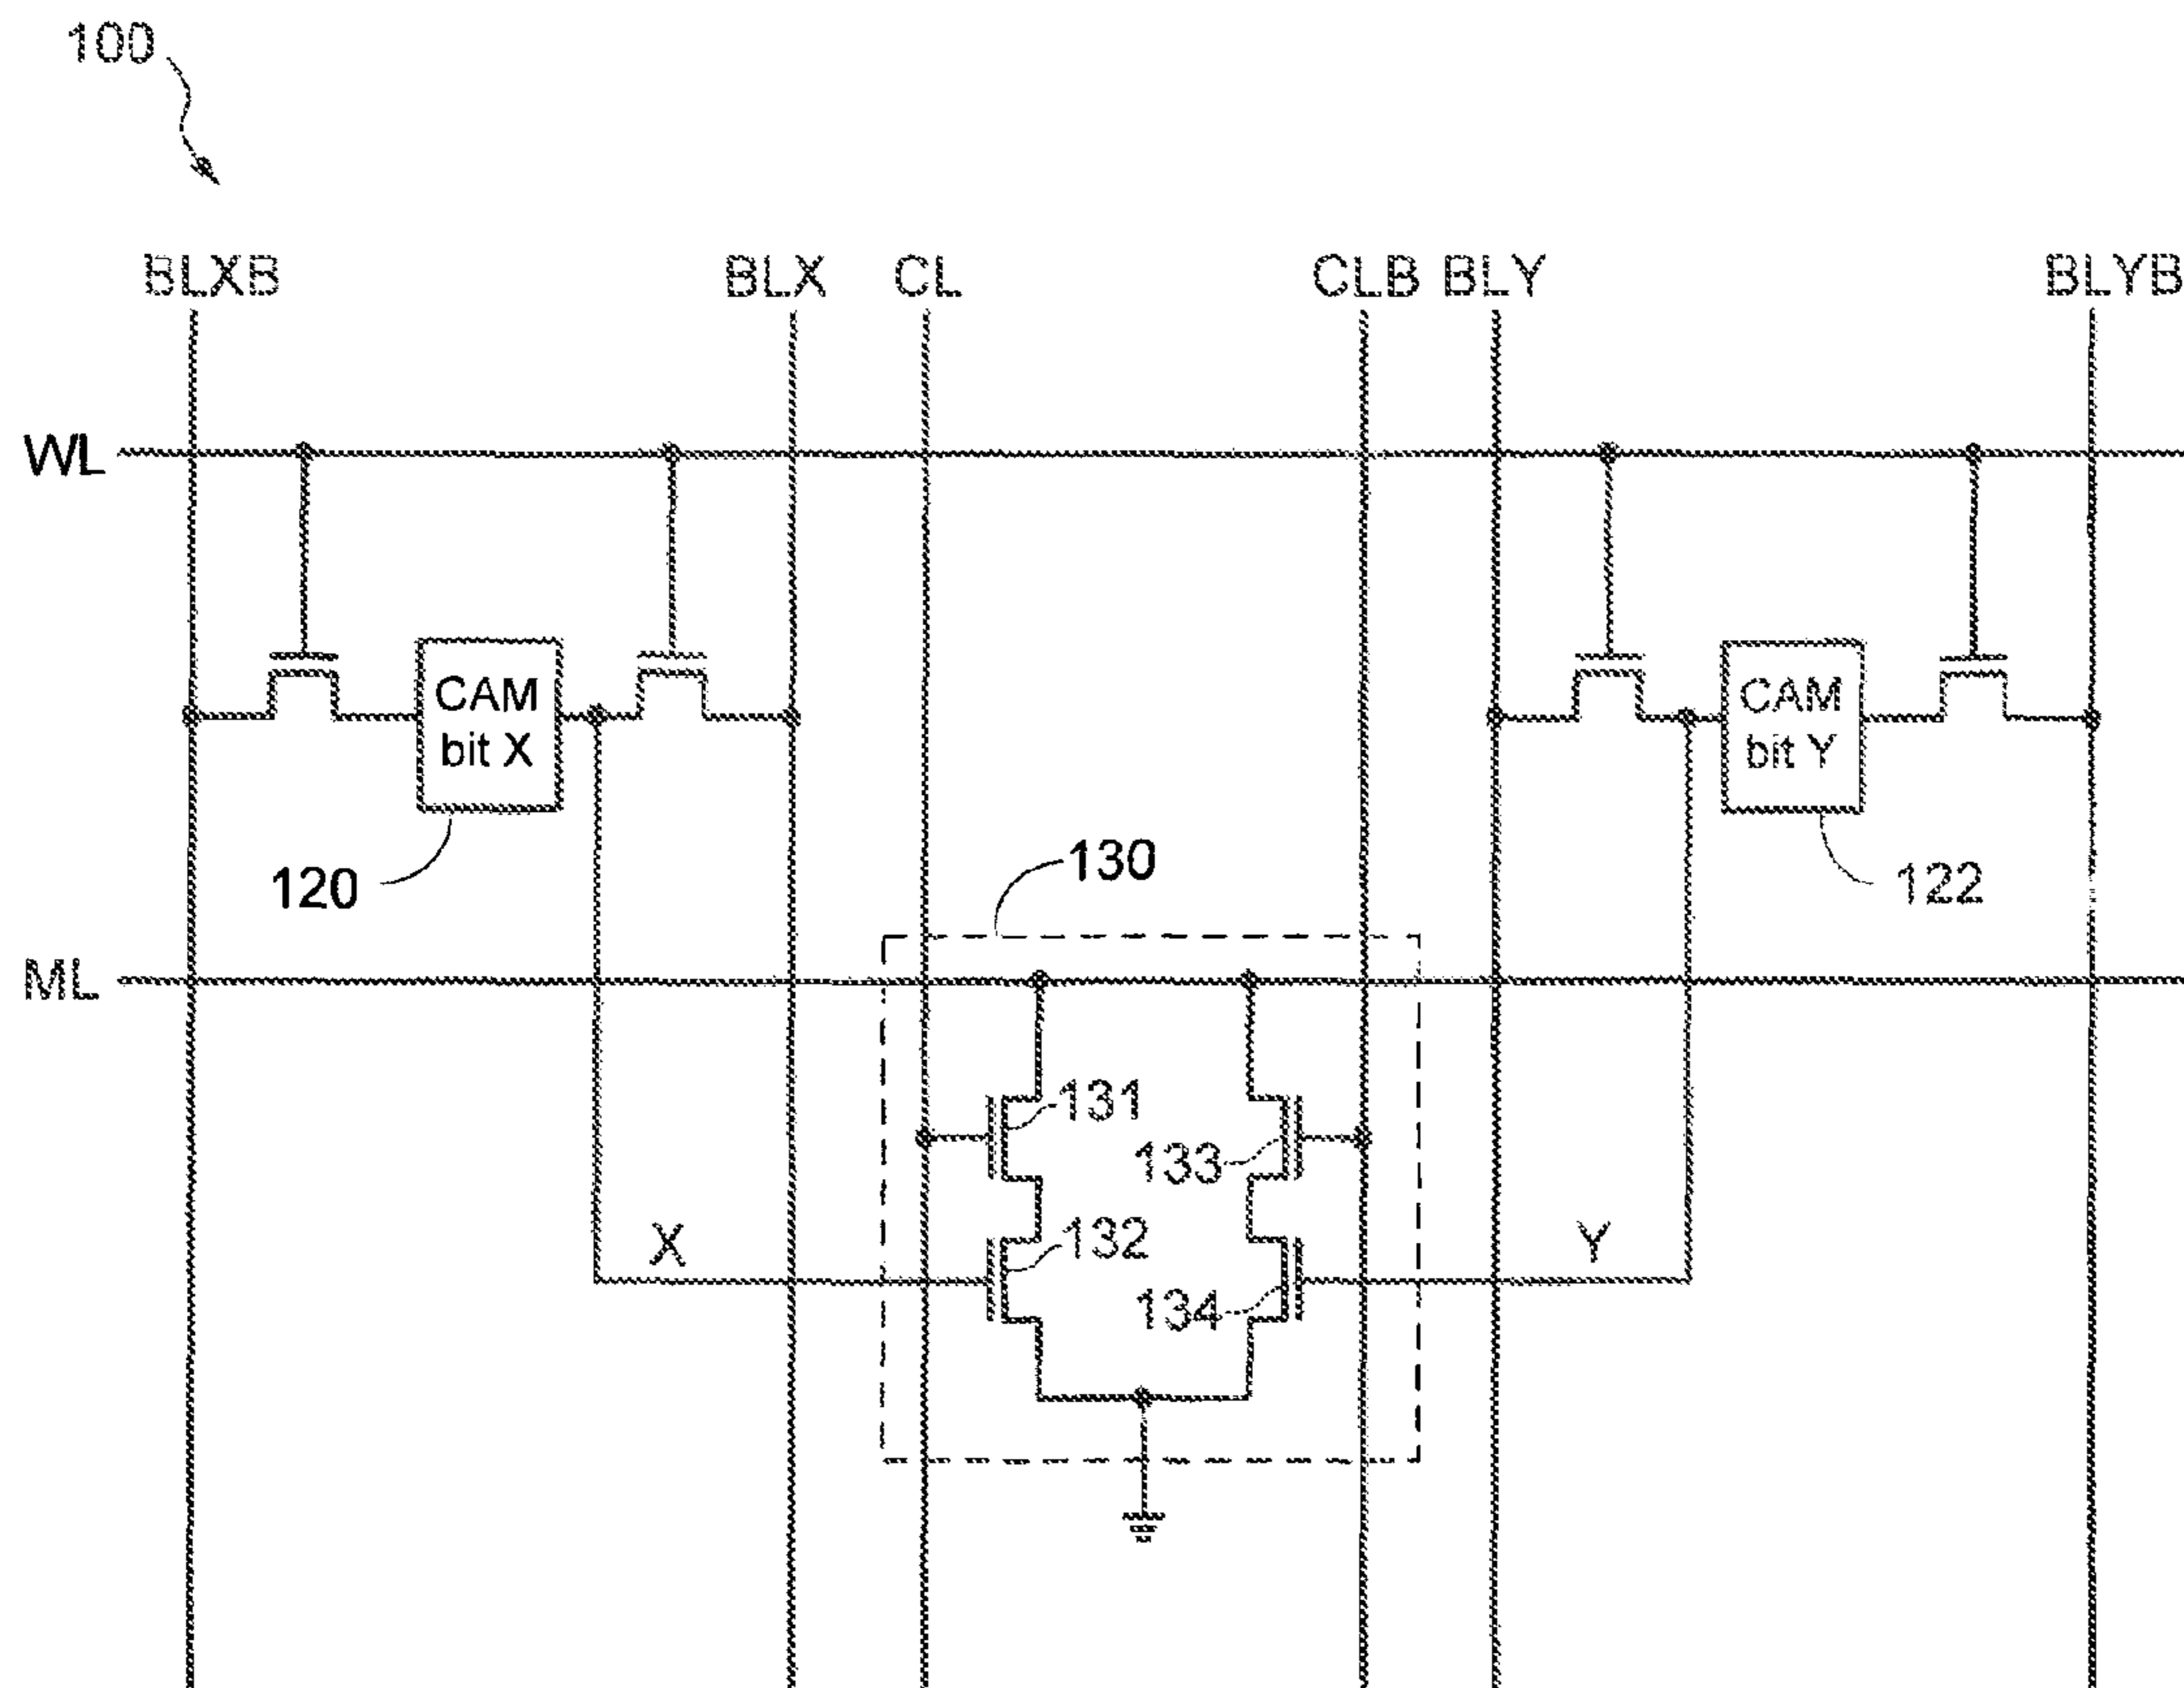 100
BLXB BLX CL CLB BLY BLYB
WL
CAM
bit X
CAM
bit Y
120
130
122
ML
131
133
X
132
Y
134